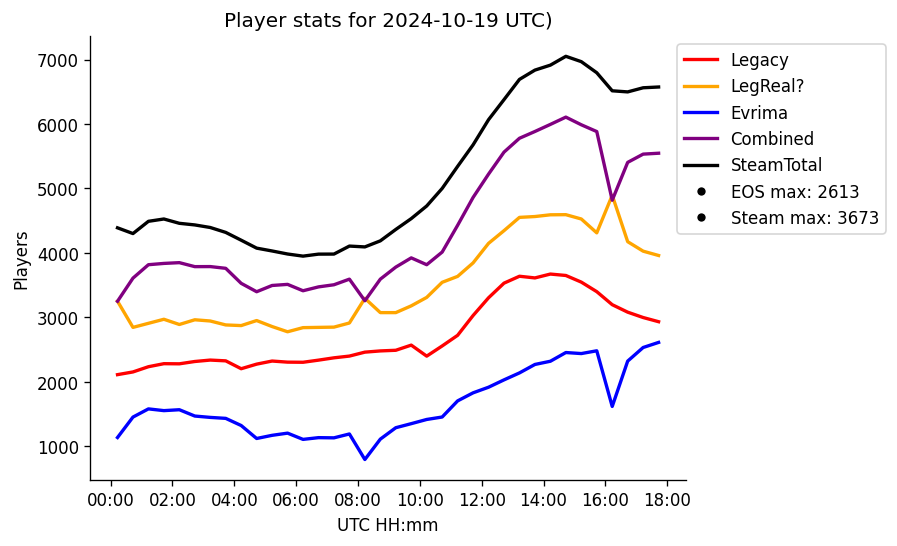 Player stats for 2024-10-19 UTC)
7000
6000
5000
4000
3000
2000
1000
Players
00:00 02:00 04:00 06:00 08:00 10:00 12:00 14:00 16:00 18:00
UTC HH:mm
Legacy
LegReal?
Evrima
Combined
SteamTotal
EOS max: 2613
Steam max: 3673